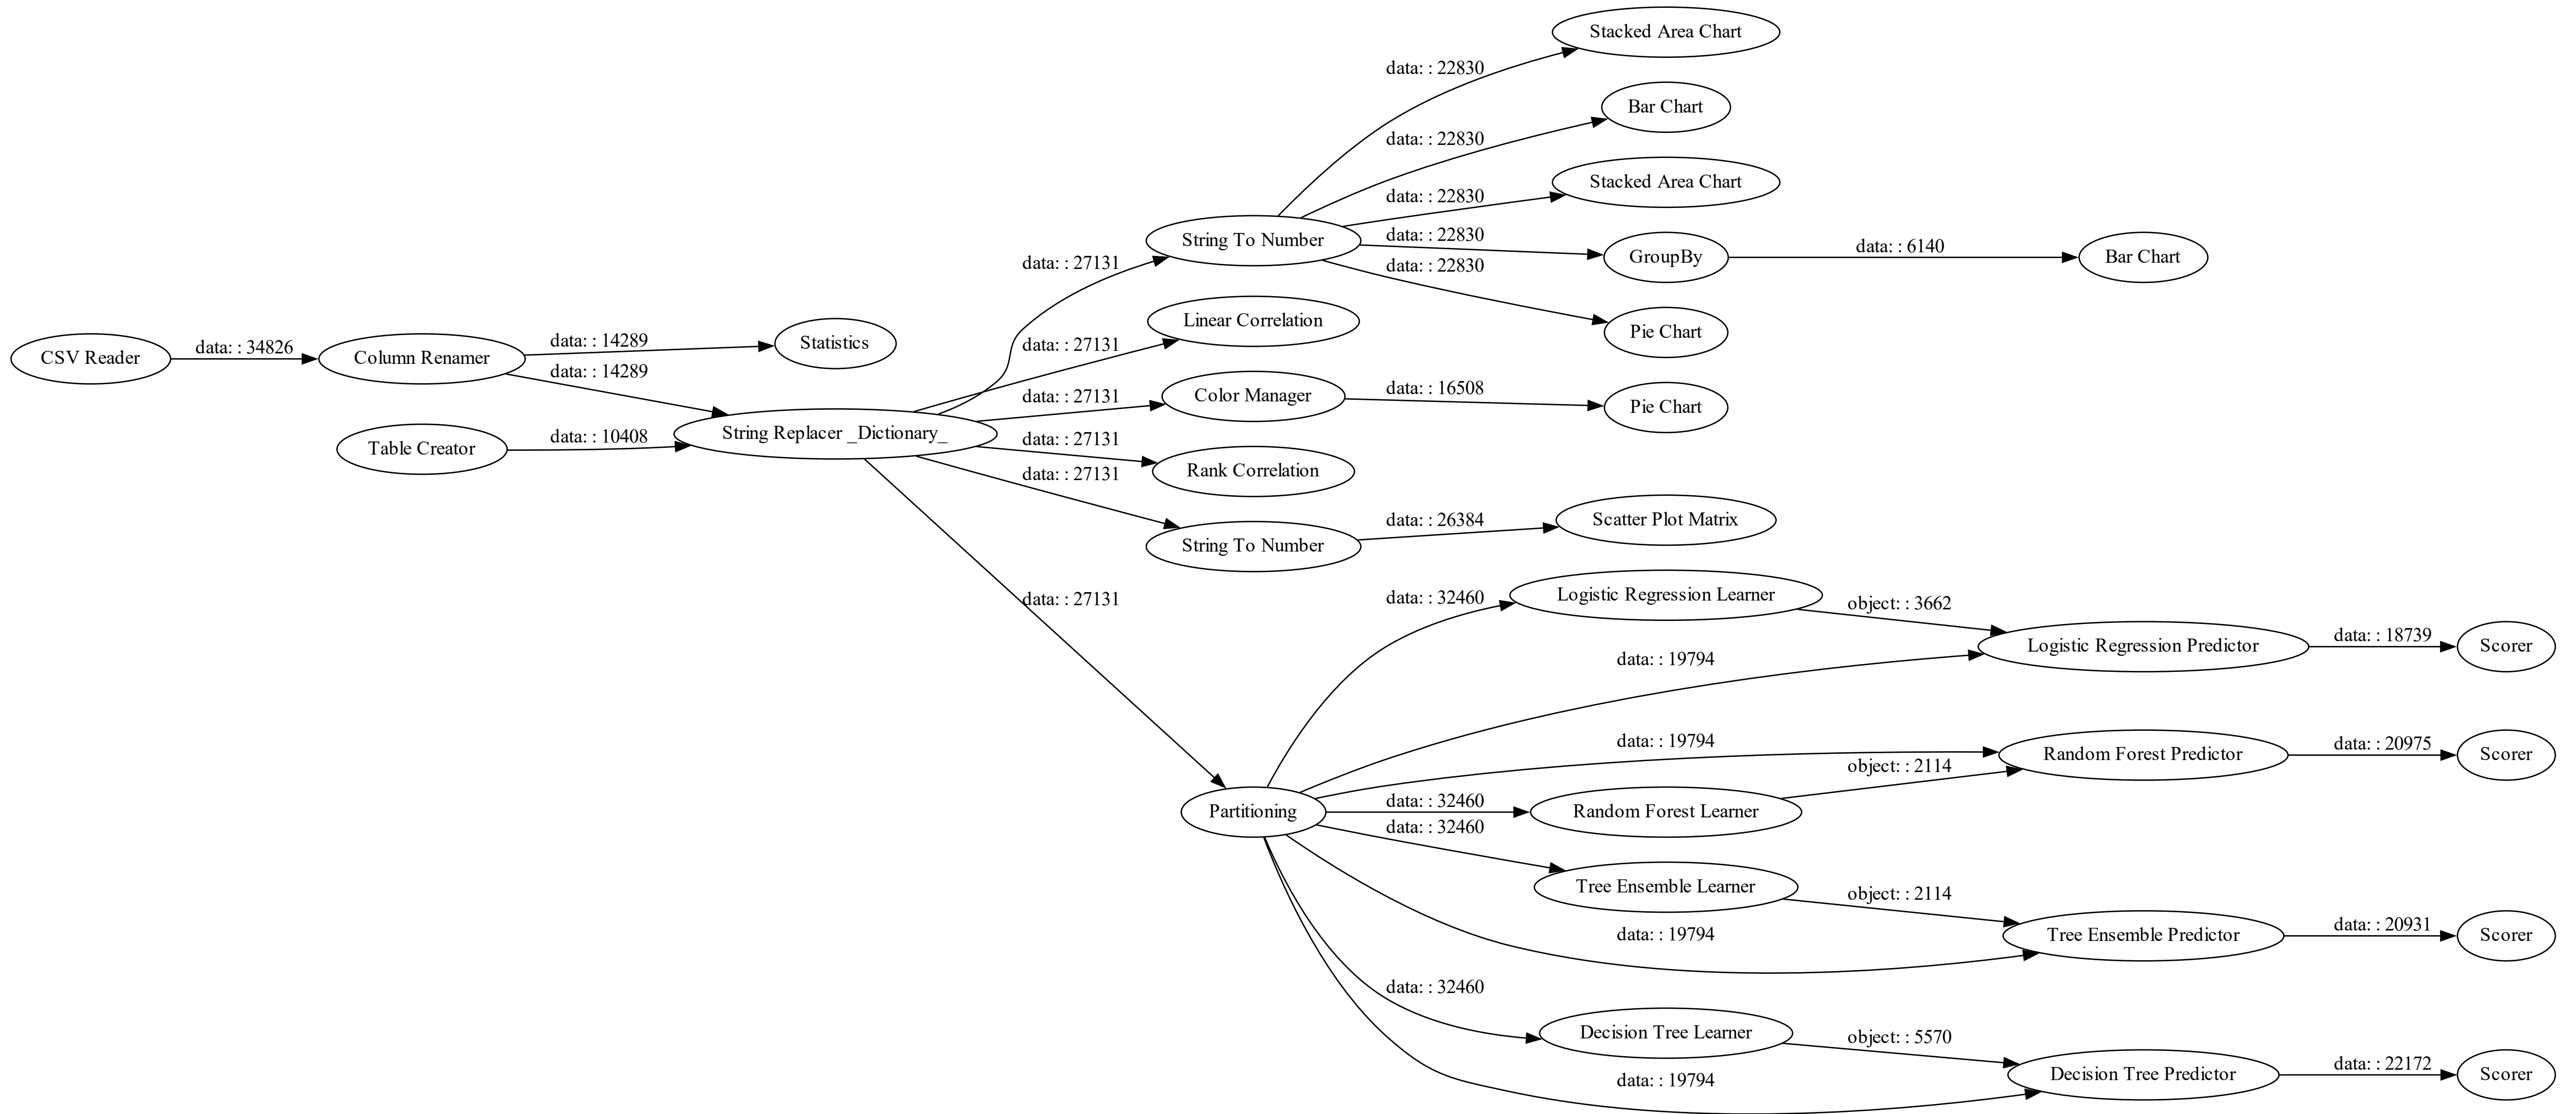 Stacked Area Chart
data: : 22830
Bar Chart
data: : 22830
Stacked Area Chart
data: : 22830
String To Number
data: : 22830
GroupBy
data: : 6140
Bar Chart
data: : 27131
data: : 22830
Linear Correlation
Pie Chart
CSV Reader
data: : 34826
Column Renamer
data: : 14289
Statistics
data: : 27131
data: : 14289
data: : 27131
Color Manager
data: : 16508
Pie Chart
Table Creator
data: : 10408
String Replacer _Dictionary_
data: : 27131
Rank Correlation
data: : 27131
String To Number
data: : 26384
Scatter Plot Matrix
data: : 27131
data: : 32460
Logistic Regression Learner
object: : 3662
data: : 19794
Logistic Regression Predictor
data: : 18739
Scorer
data: : 19794
Random Forest Predictor
data: : 20975
Scorer
object: : 2114
Partitioning
data: : 32460
Random Forest Learner
data: : 32460
Tree Ensemble Learner
object: : 2114
data: : 19794
Tree Ensemble Predictor
data: : 20931
Scorer
data: : 32460
Decision Tree Learner
object: : 5570
data: : 19794
Decision Tree Predictor
data: : 22172
Scorer